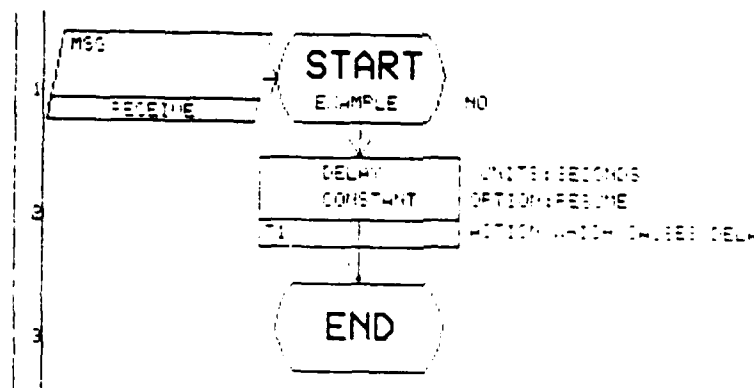 MSG
START
1
RECEIVE
EXAMPLE
NO
DELAY
UNITS:SECONDS
CONSTANT
OPTION:RESUME
2
T1
ACTION WHICH CAUSES DELA
END
3